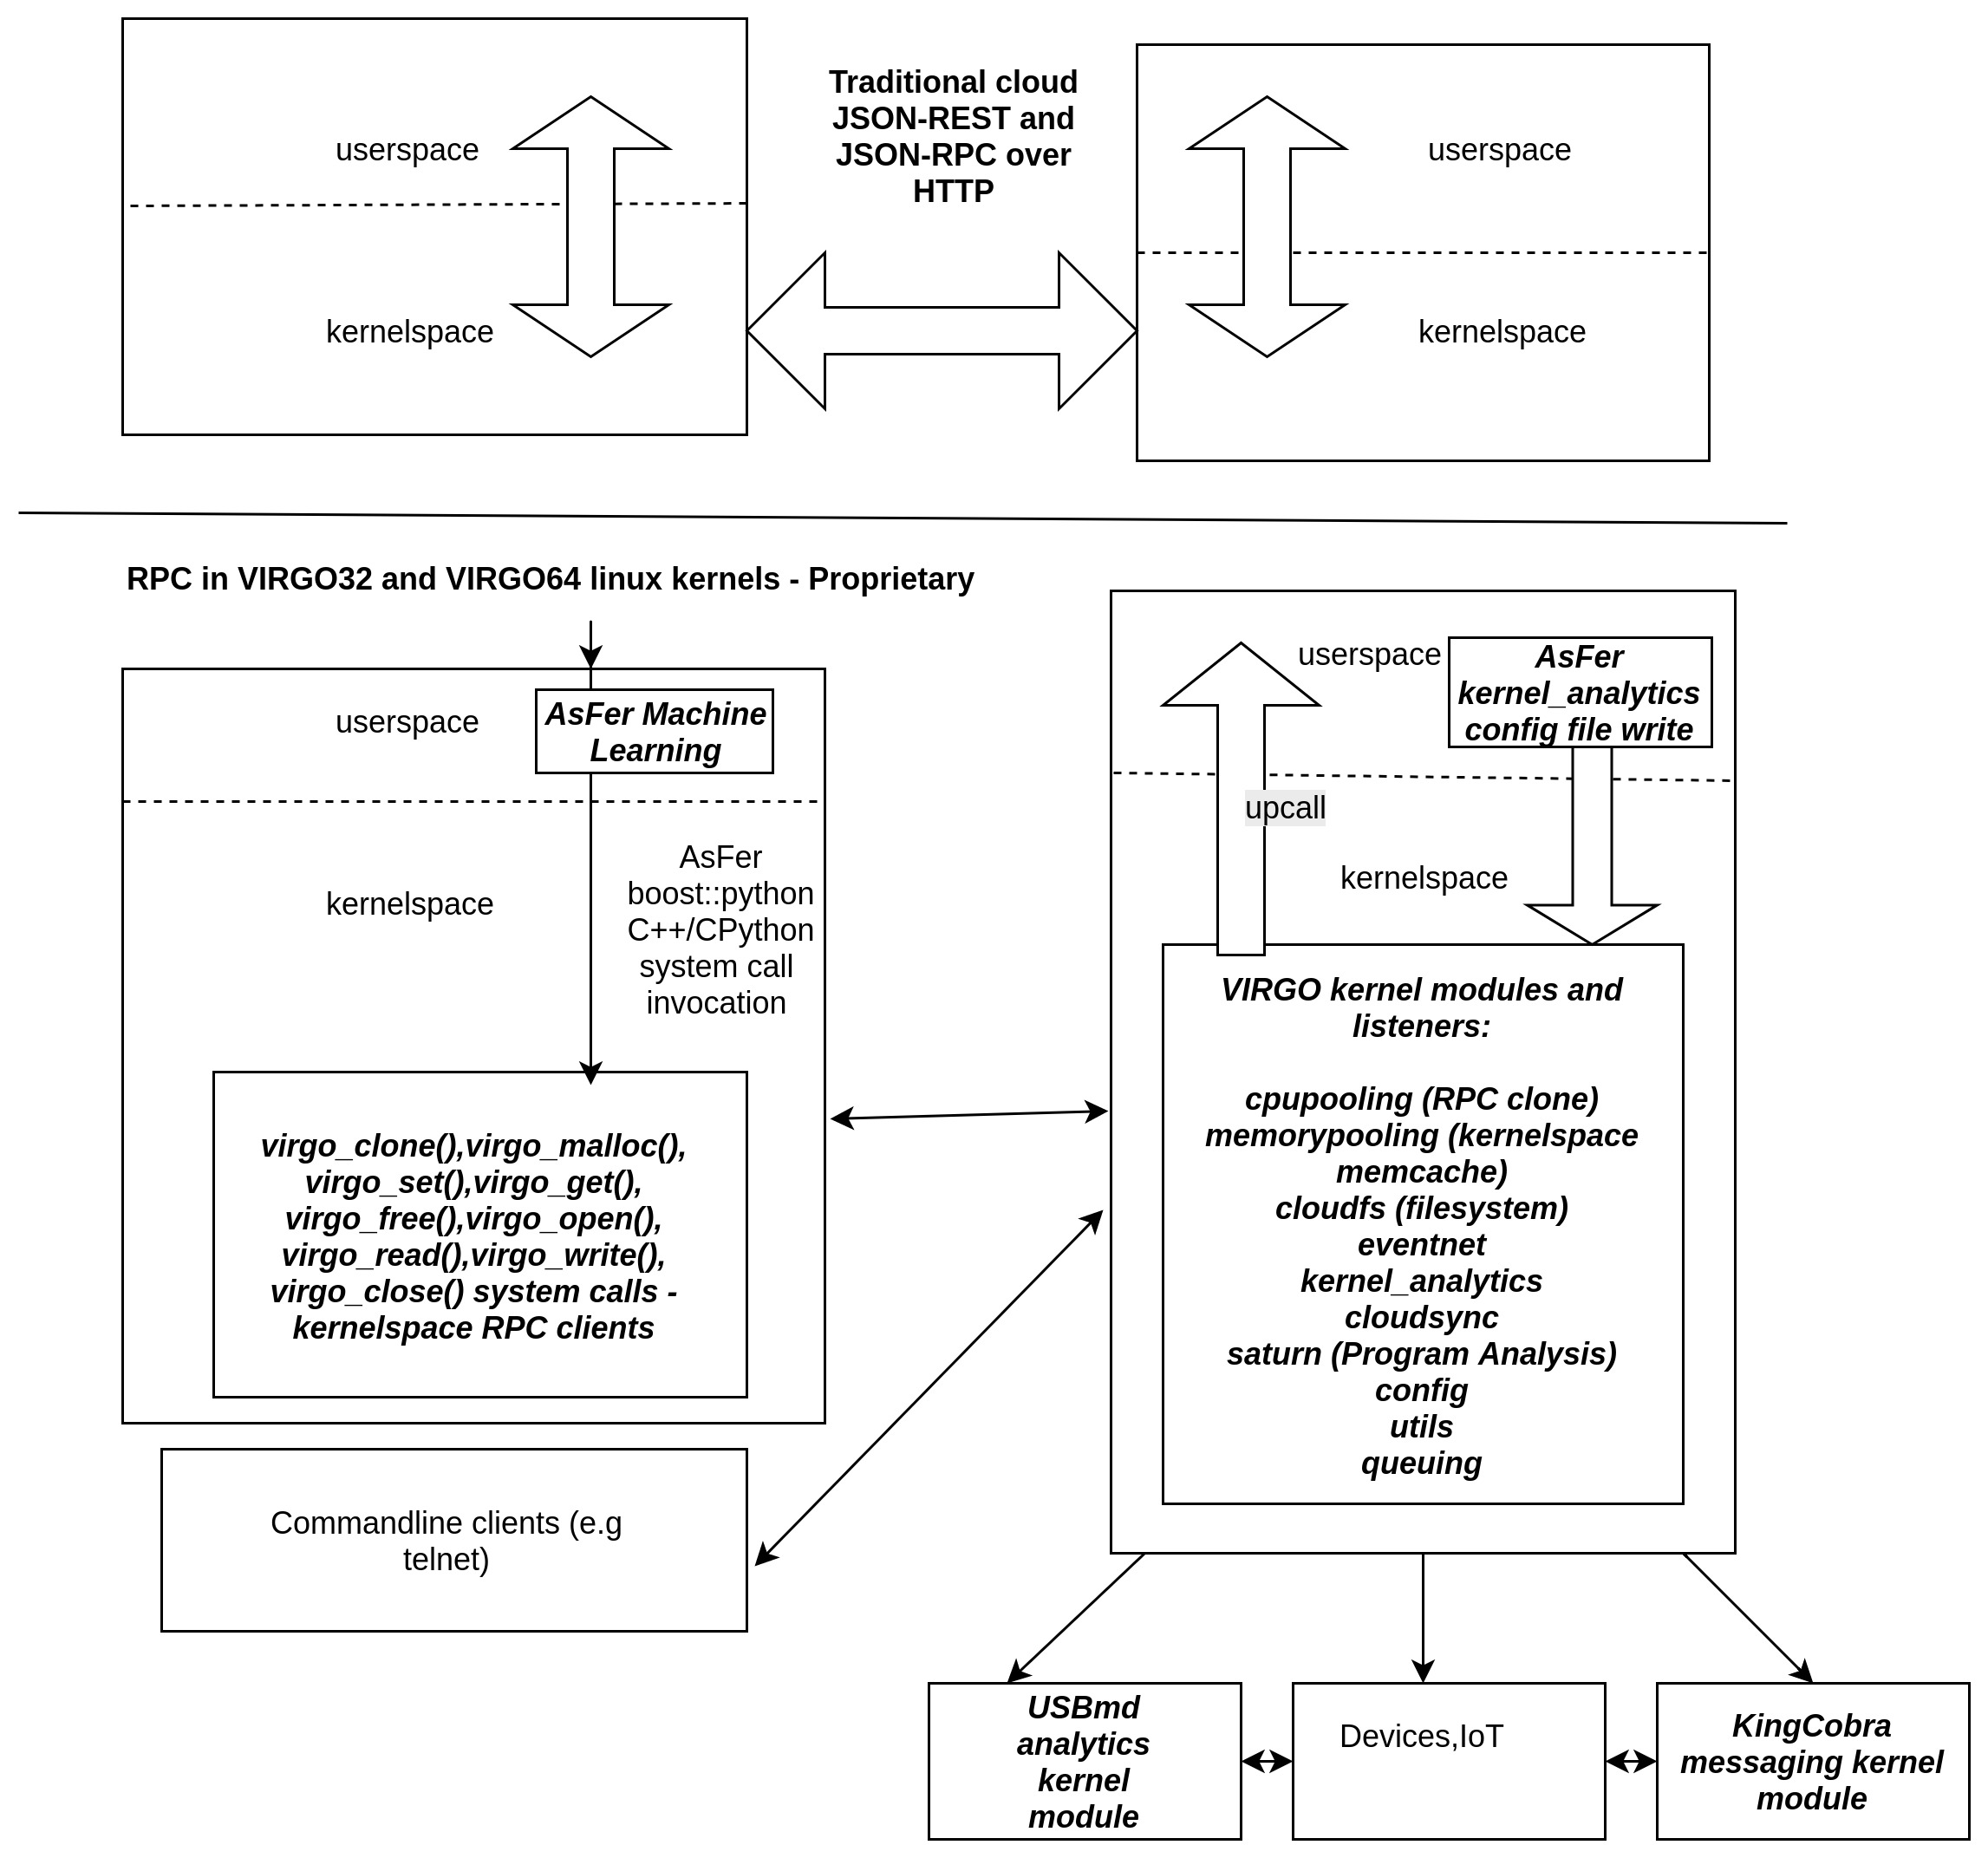 userspace
kernelspace
Traditional cloud
JSON-REST and
JSON-RPC over
HTTP
userspace
kernelspace
RPC in VIRGO32 and VIRGO64 linux kernels - Proprietary
userspace
AsFer Machine
Learning
kernelspace
AsFer
boost::python
C++/CPython
system call
invocation
virgo_clone(),virgo_malloc(),
virgo_set(),virgo_get(),
virgo_free(),virgo_open(),
virgo_read(),virgo_write(),
virgo_close() system calls -
kernelspace RPC clients
Commandline clients (e.g
telnet)
userspace
AsFer
kernel_analytics
config file write
upcall
kernelspace
VIRGO kernel modules and
listeners:
cpupooling (RPC clone)
memorypooling (kernelspace
memcache)
cloudfs (filesystem)
eventnet
kernel_analytics
cloudsync
saturn (Program Analysis)
config
utils
queuing
USBmd
analytics
kernel
module
Devices,IoT
KingCobra
messaging kernel
module